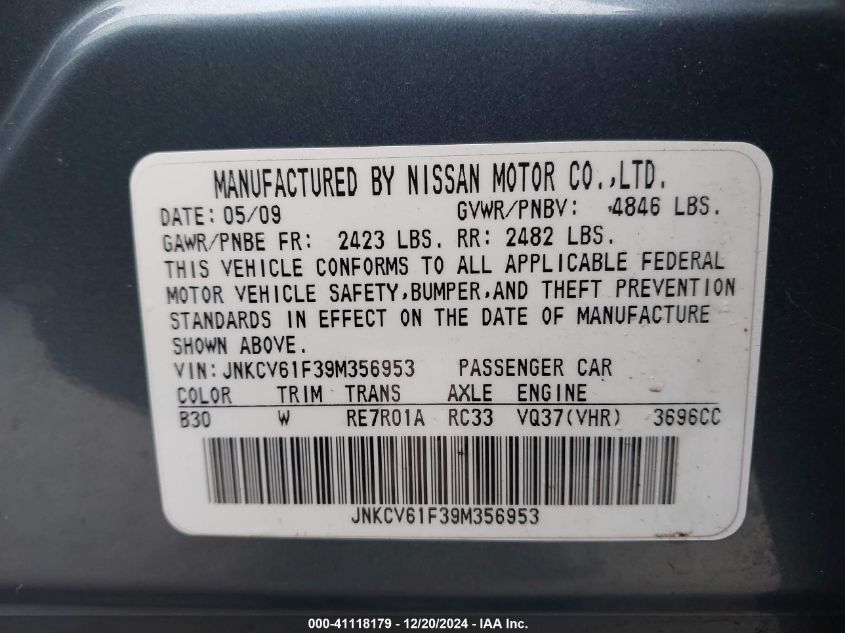 MANUFACTURED BY NISSAN MOTOR CO.,LTD.
DATE: 05/09 GVWR/PNBV: 4846 LBS.
GAWR/PNBE FR: 2423 LBS. RR: 2482 LBS.
THIS VEHICLE CONFORMS TO ALL APPLICABLE FEDERAL
MOTOR VEHICLE SAFETY,BUMPER,AND THEFT PREVENTION
STANDARDS IN EFFECT ON THE DATE OF MANUFACTURE
SHOWN ABOVE.
VIN: JNKCV61F39M356953 PASSENGER CAR
COLOR TRIM TRANS AXLE ENGINE
B30 W RE7R01A RC33 VQ37(VHR) 3696CC
JNKCV61F39M356953
000-41118179 - 12/20/2024 - IAAI Inc.